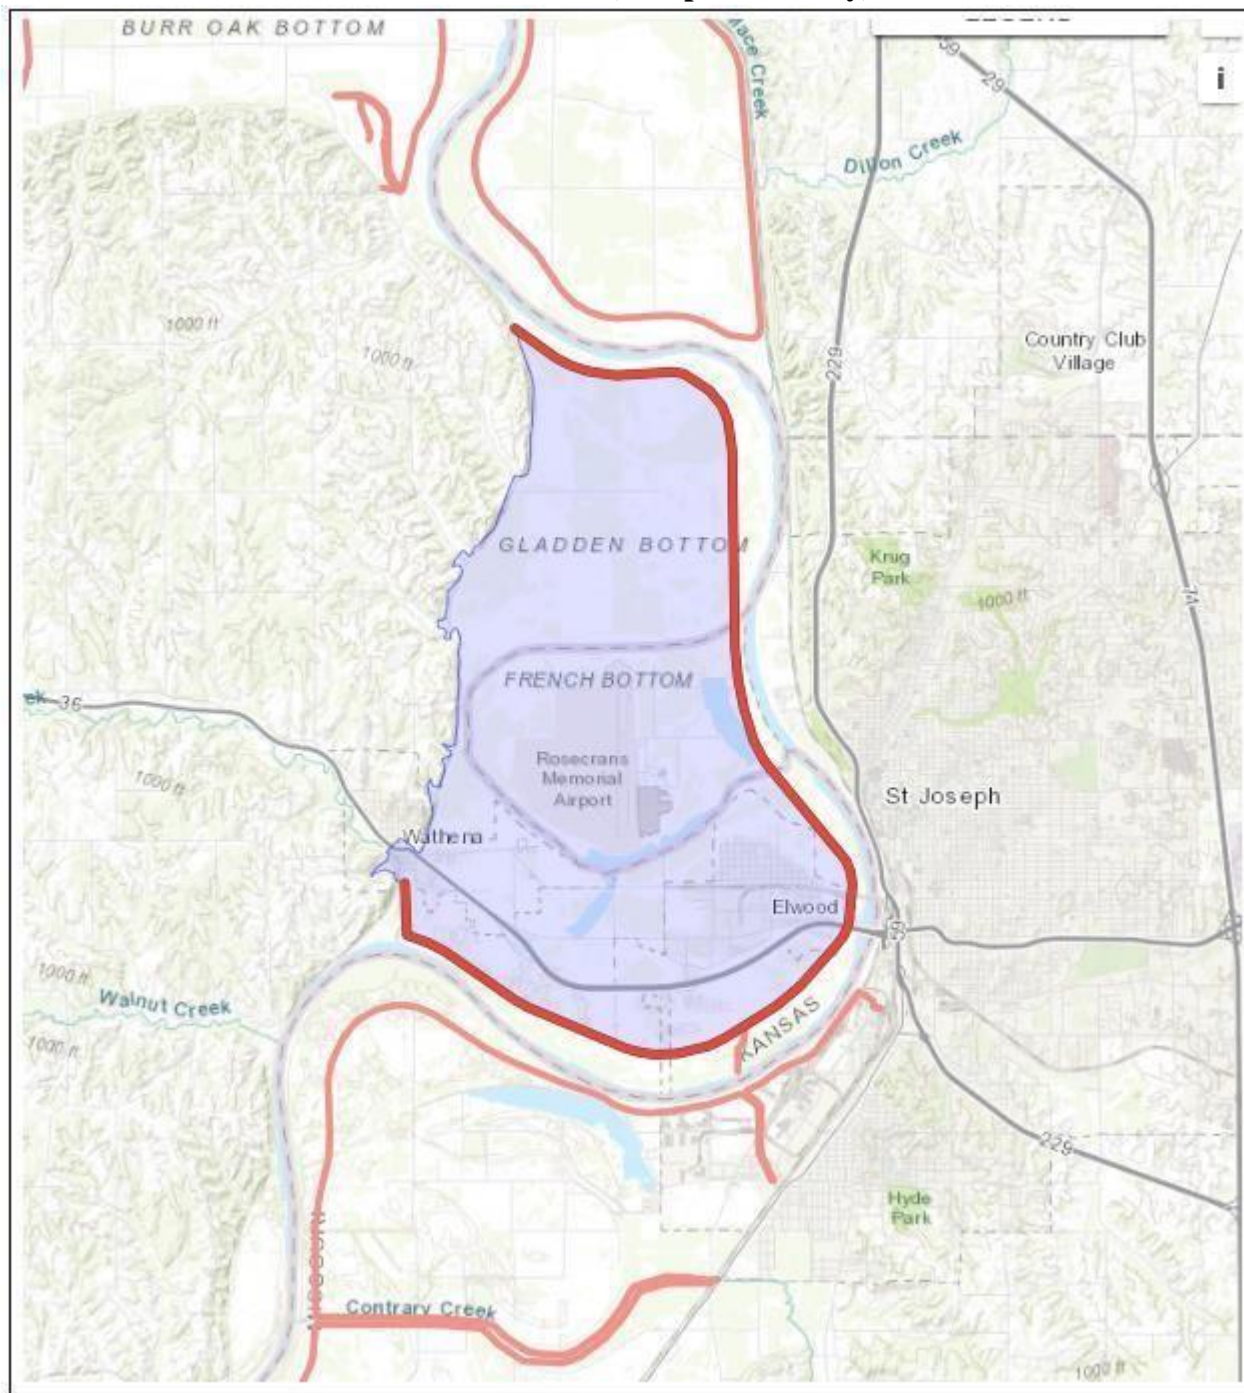 BURR OAK BOTTOM
Mace Creek
59
29
i
Dillon Creek
1000 ft
1000 ft
229
Country Club
Village
GLADDEN BOTTOM
Krug
Park
1000 ft
FRENCH BOTTOM
36
Rosecrans
Memorial
Airport
1000 ft
St Joseph
Wathena
Elwood
1000 ft
Walnut Creek
KANSAS
1000 ft
229
Hyde
Park
MISSOURI
Contrary Creek
1000 ft